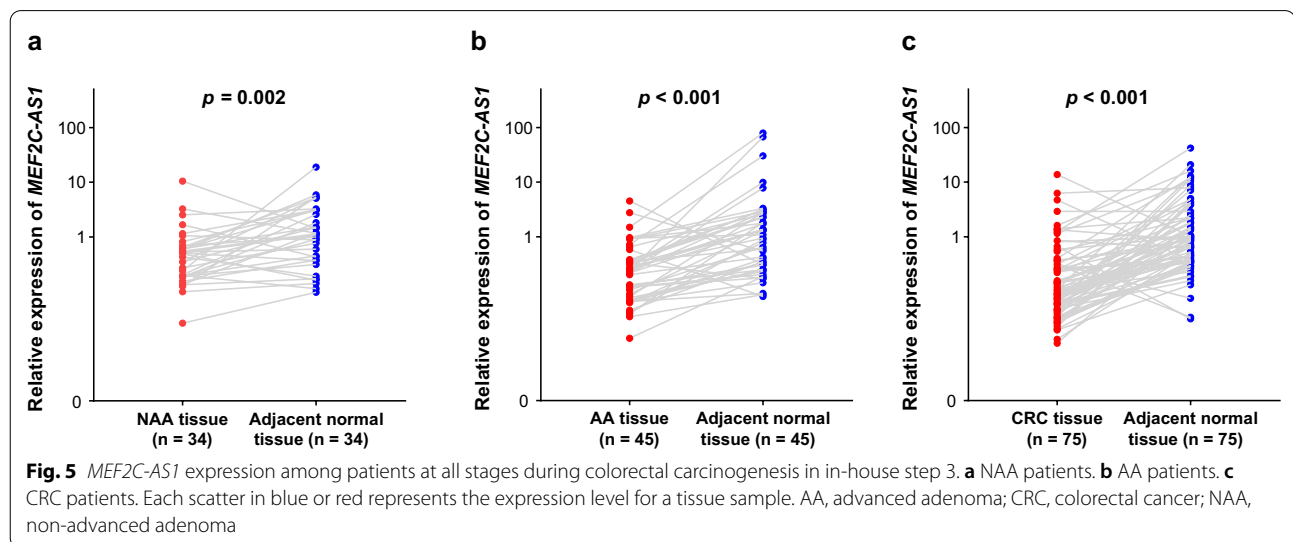 a
p = 0.002
Relative expression of MEF2C-AS1
100
10
1
0
NAA tissue
(n = 34)
Adjacent normal
tissue (n = 34)
b
p < 0.001
Relative expression of MEF2C-AS1
100
10
1
0
AA tissue
(n = 45)
Adjacent normal
tissue (n = 45)
c
p < 0.001
Relative expression of MEF2C-AS1
100
10
1
0
CRC tissue
(n = 75)
Adjacent normal
tissue (n = 75)
Fig. 5 MEF2C-AS1 expression among patients at all stages during colorectal carcinogenesis in in-house step 3. a NAA patients. b AA patients. c
CRC patients. Each scatter in blue or red represents the expression level for a tissue sample. AA, advanced adenoma; CRC, colorectal cancer; NAA,
non-advanced adenoma